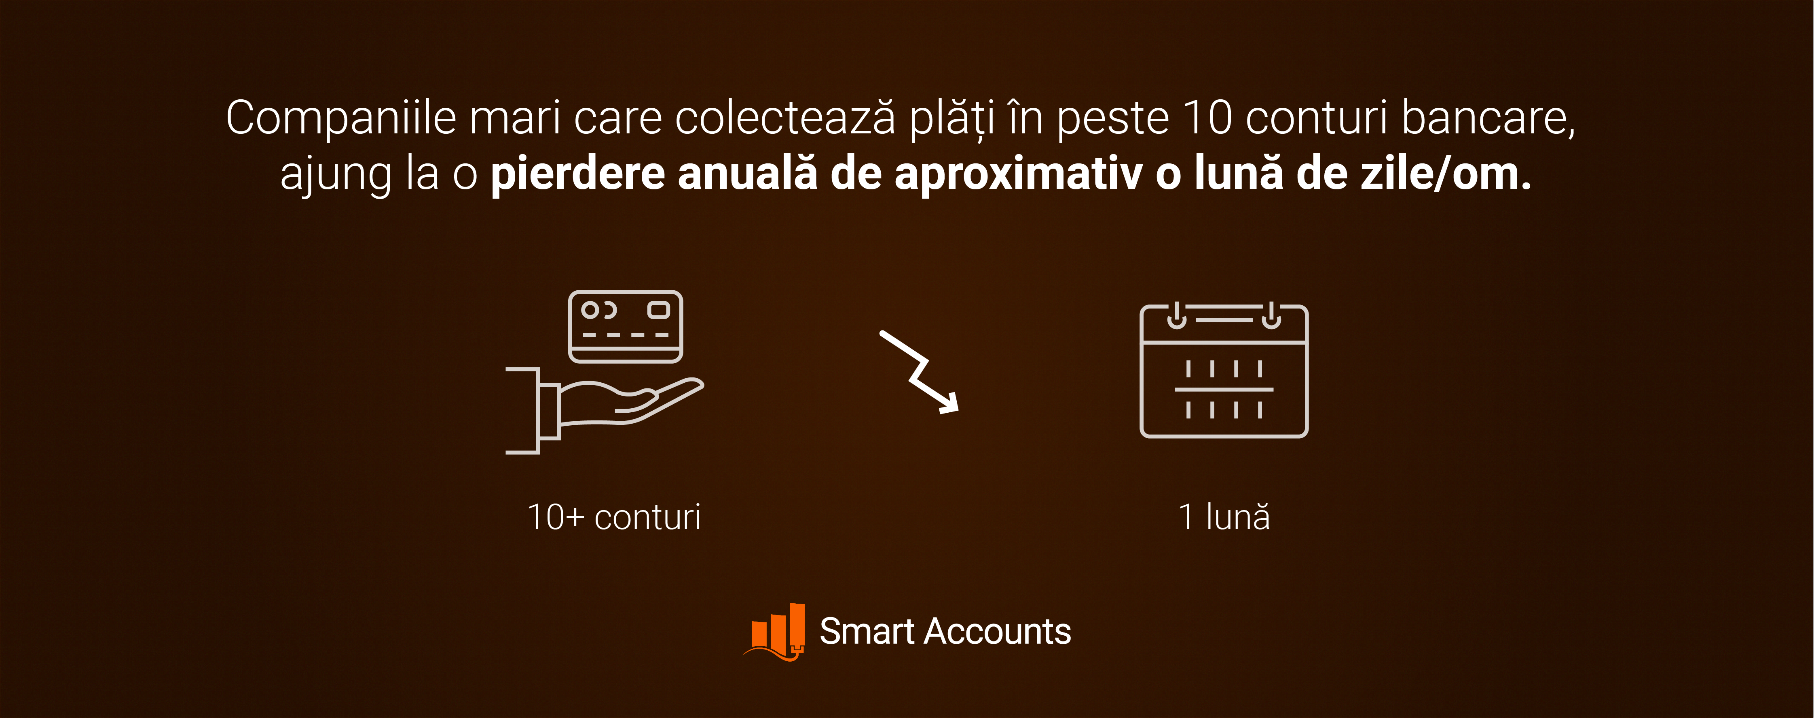 Companiile mari care colectează plăți în peste 10 conturi bancare,
ajung la o pierdere anuală de aproximativ o lună de zile/om.
10+ conturi
1 lună
Smart Accounts